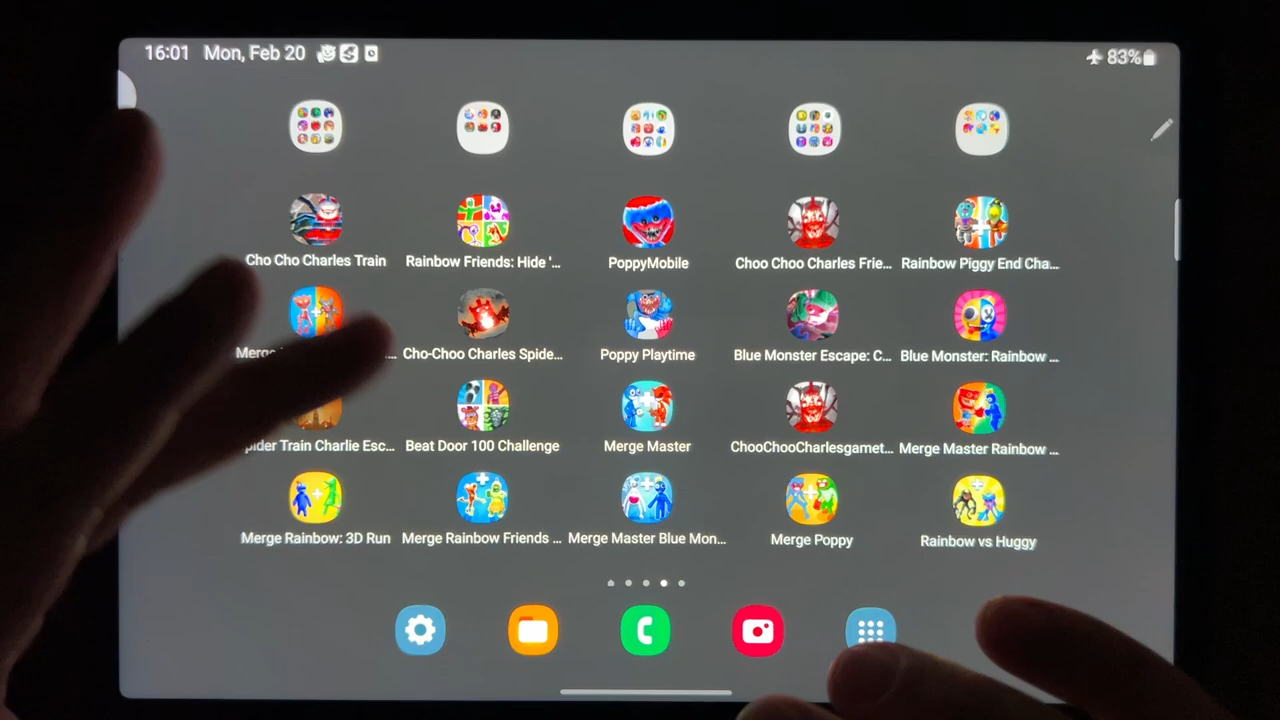 16:01 Mon, Feb 20
83%
Cho Cho Charles Train
Rainbow Friends: Hide '...
PoppyMobile
Choo Choo Charles Frie...
Rainbow Piggy End Cha...
Cho-Choo Charles Spide...
Poppy Playtime
Blue Monster Escape: C...
Blue Monster: Rainbow ...
Train Charlie Esc...
Beat Door 100 Challenge
Merge Master
ChooChooCharlesgamet...
Merge Master Rainbow ...
Merge Rainbow: 3D Run
Merge Rainbow Friends ...
Merge Master Blue Mon...
Merge Poppy
Rainbow vs Huggy